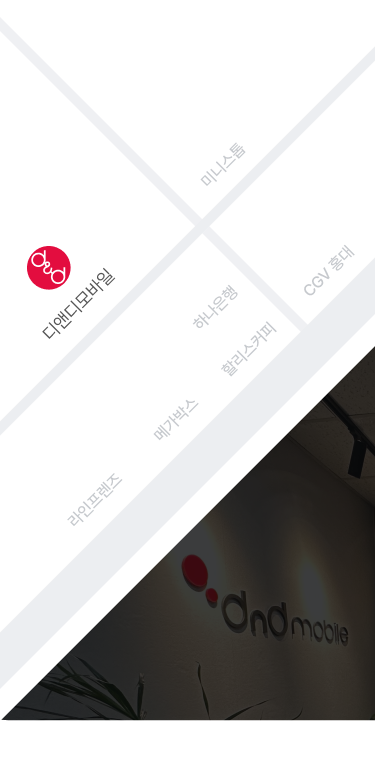 미니스톱
d&d
디앤디모바일
하나은행
CGV 홍대
할리스커피
메가박스
라인프렌즈
dnd mobile